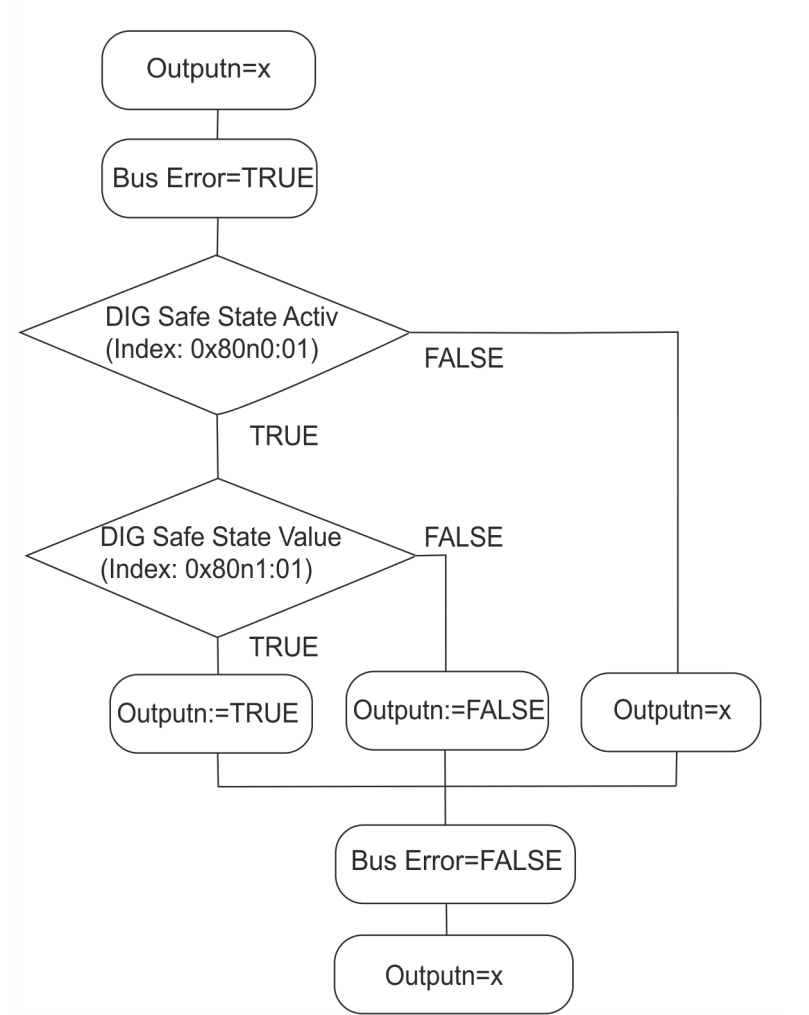 Outputn=x
Bus Error=TRUE
DIG Safe State Activ
(Index: 0x80n0:01)
FALSE
TRUE
DIG Safe State Value
(Index: 0x80n1:01)
FALSE
TRUE
Outputn:=TRUE
Outputn:=FALSE
Outputn=x
Bus Error=FALSE
Outputn=x